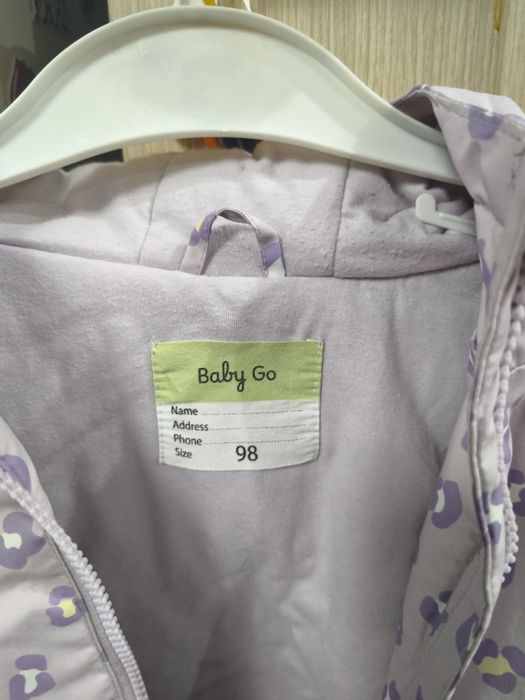 Baby Go
Name
Address
Phone
Size 98